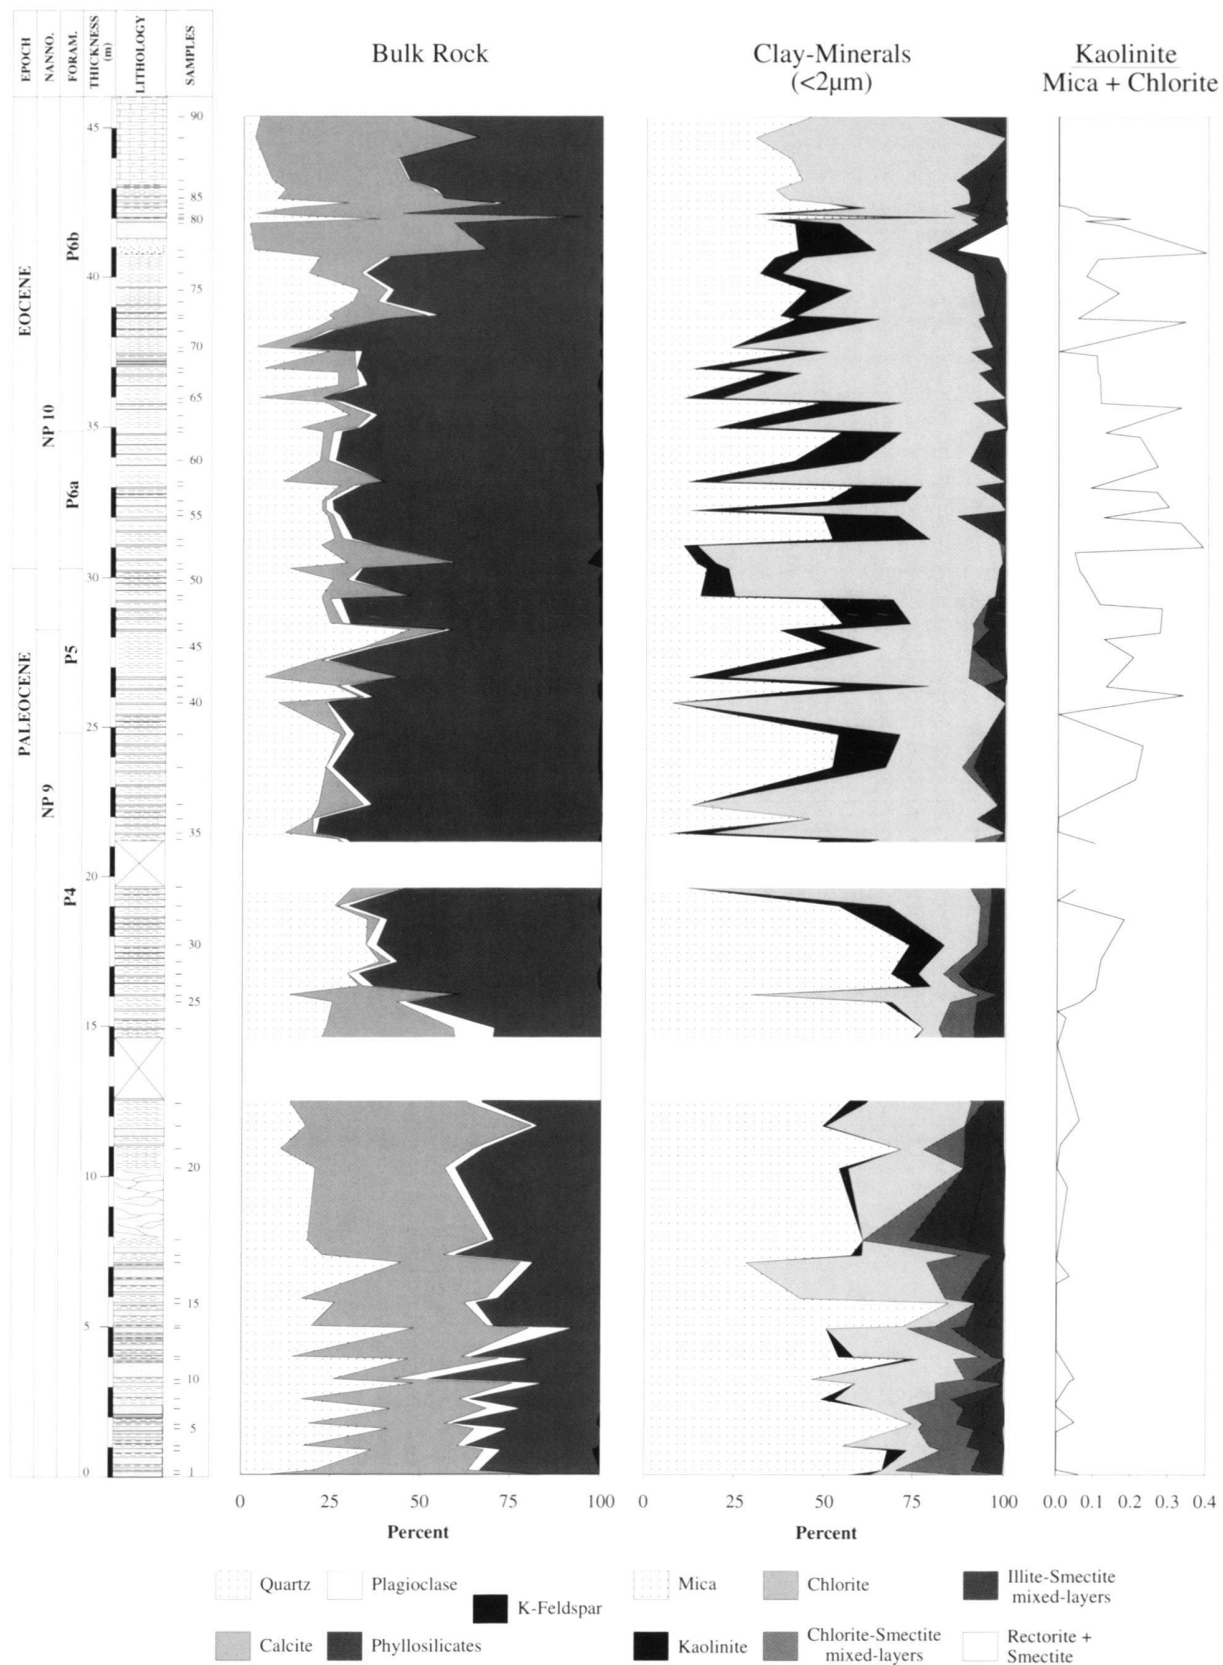 EPOCH
NANNO.
FORAM.
THICKNESS
(m)
LITHOLOGY
SAMPLES
Bulk Rock
Clay-Minerals
(<2µm)
Kaolinite
Mica + Chlorite
EOCENE
PALEOCENE
NP 10
NP 9
P6b
P6a
P5
P4
45
40
35
30
25
20
15
10
5
0
90
85
80
75
70
65
60
55
50
45
40
35
30
25
20
15
10
5
1
0 25 50 75 100
Percent
0 25 50 75 100
Percent
0.0 0.1 0.2 0.3 0.4
Quartz
Plagioclase
K-Feldspar
Calcite
Phyllosilicates
Mica
Chlorite
Illite-Smectite
mixed-layers
Kaolinite
Chlorite-Smectite
mixed-layers
Rectorite +
Smectite